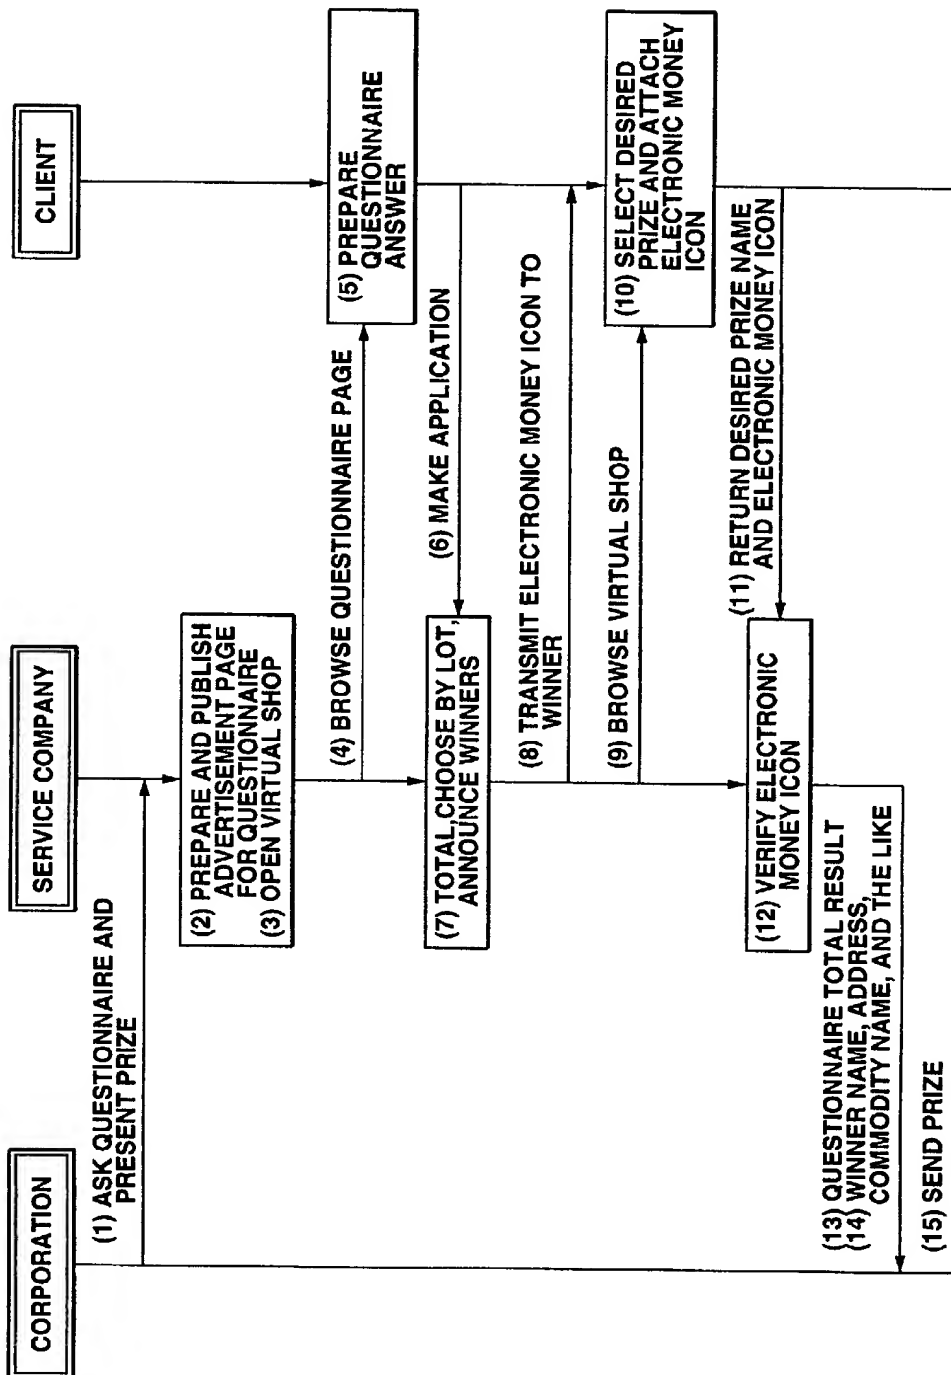 CORPORATION
SERVICE COMPANY
CLIENT
(1) ASK QUESTIONNAIRE AND
PRESENT PRIZE
(2) PREPARE AND PUBLISH
ADVERTISEMENT PAGE
FOR QUESTIONNAIRE
(3) OPEN VIRTUAL SHOP
(4) BROWSE QUESTIONNAIRE PAGE
(5) PREPARE
QUESTIONNAIRE
ANSWER
(6) MAKE APPLICATION
(7) TOTAL,CHOOSE BY LOT,
ANNOUNCE WINNERS
(8) TRANSMIT ELECTRONIC MONEY ICON TO
WINNER
(9) BROWSE VIRTUAL SHOP
(10) SELECT DESIRED
PRIZE AND ATTACH
ELECTRONIC MONEY
ICON
(11) RETURN DESIRED PRIZE NAME
AND ELECTRONIC MONEY ICON
(12) VERIFY ELECTRONIC
MONEY ICON
(13) QUESTIONNAIRE TOTAL RESULT
(14) WINNER NAME, ADDRESS,
COMMODITY NAME, AND THE LIKE
(15) SEND PRIZE